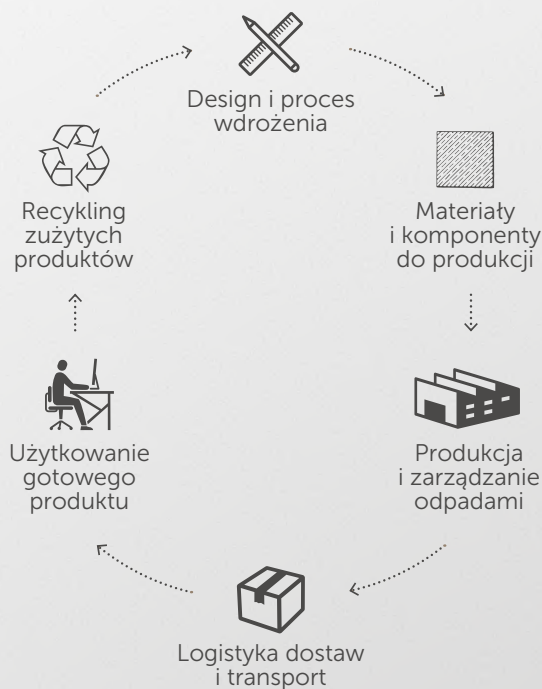 Design i proces
wdrożenia
Materiały
i komponenty
do produkcji
Produkcja
i zarządzanie
odpadami
Logistyka dostaw
i transport
Użytkowanie
gotowego
produktu
Recykling
zużytych
produktów